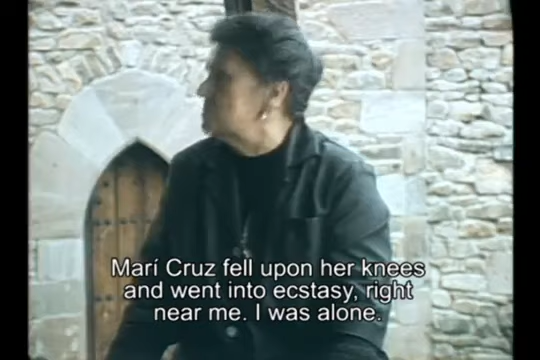 Marí Cruz fell upon her knees
and went into ecstasy, right
near me. I was alone.